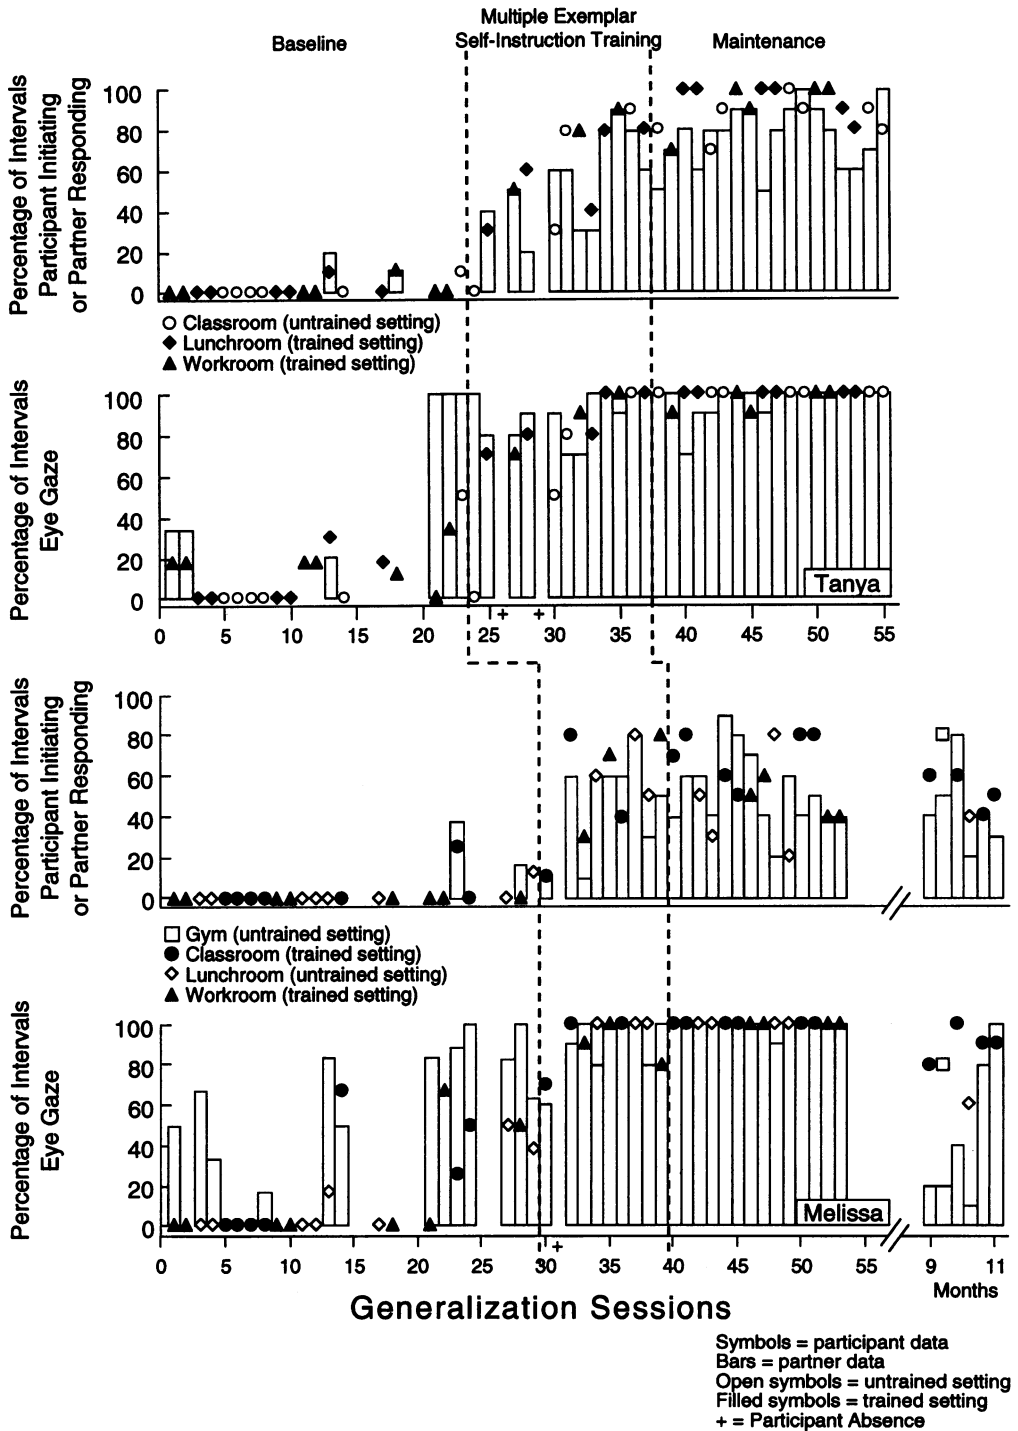 Multiple Exemplar
Baseline Self-Instruction Training Maintenance
Percentage of Intervals
Participant Initiating
or Partner Responding
100
80
60
40
20
0
○ Classroom (untrained setting)
◆ Lunchroom (trained setting)
▲ Workroom (trained setting)
Percentage of Intervals
Eye Gaze
100
80
60
40
20
0
Tanya
+ +
0 5 10 15 20 25 30 35 40 45 50 55
Percentage of Intervals
Participant Initiating
or Partner Responding
100
80
60
40
20
0
□ Gym (untrained setting)
● Classroom (trained setting)
◇ Lunchroom (untrained setting)
▲ Workroom (trained setting)
Percentage of Intervals
Eye Gaze
100
80
60
40
20
0
Melissa
+
0 5 10 15 20 25 30 35 40 45 50 55 9 11
Months
Generalization Sessions
Symbols = participant data
Bars = partner data
Open symbols = untrained setting
Filled symbols = trained setting
+ = Participant Absence